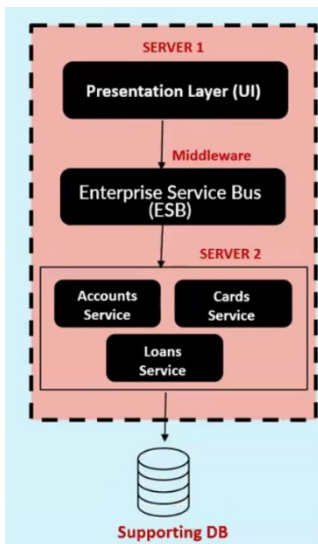 SERVER 1
Presentation Layer (UI)
Middleware
Enterprise Service Bus
(ESB)
SERVER 2
Accounts
Service
Cards
Service
Loans
Service
Supporting DB